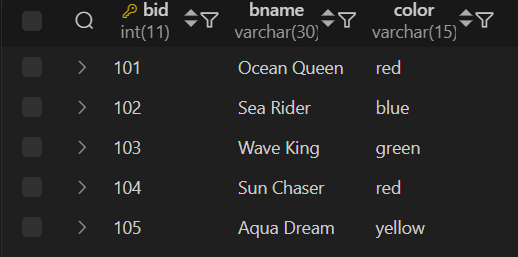 bid bname color
int(11) varchar(30) varchar(15)
101 Ocean Queen red
102 Sea Rider blue
103 Wave King green
104 Sun Chaser red
105 Aqua Dream yellow